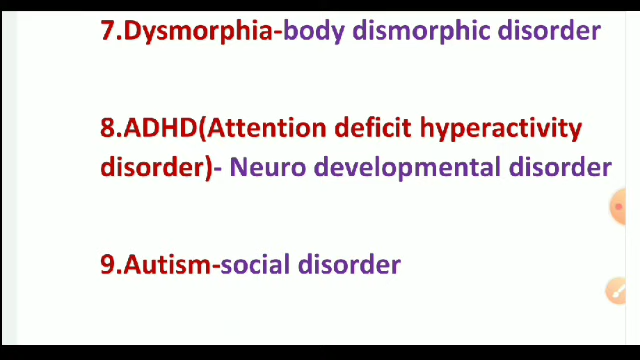 7.Dysmorphia-body dismorphic disorder
8.ADHD(Attention deficit hyperactivity
disorder)- Neuro developmental disorder
9.Autism-social disorder